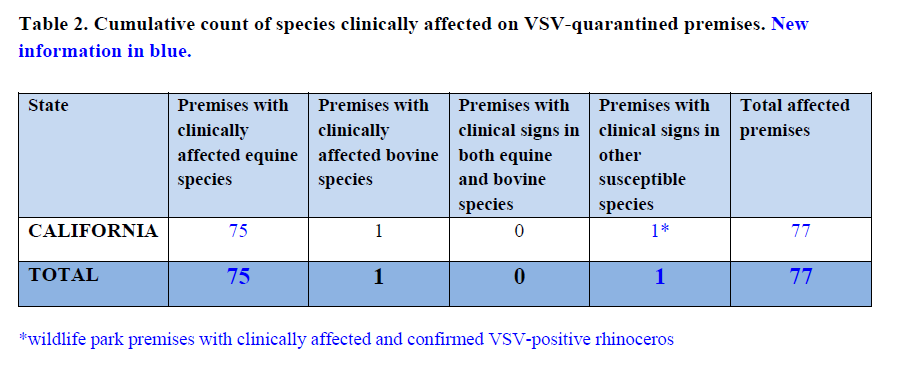 Table 2. Cumulative count of species clinically affected on VSV-quarantined premises. New
information in blue.
State
Premises with
clinically
affected equine
species
Premises with
clinically
affected bovine
species
Premises with
clinical signs in
both equine
and bovine
species
Premises with
clinical signs in
other
susceptible
species
Total affected
premises
CALIFORNIA 75 1 0 1* 77
TOTAL 75 1 0 1 77
*wildlife park premises with clinically affected and confirmed VSV-positive rhinoceros